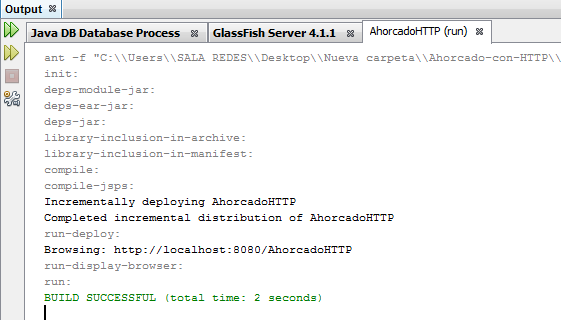 Output
Java DB Database Process GlassFish Server 4.1.1 AhorcadoHTTP (run)
ant -f "C:\\Users\\SALA REDES\\Desktop\\Nueva carpeta\\Ahorcado-con-HTTP\\
init:
deps-module-jar:
deps-ear-jar:
deps-jar:
library-inclusion-in-archive:
library-inclusion-in-manifest:
compile:
compile-jsps:
Incrementally deploying AhorcadoHTTP
Completed incremental distribution of AhorcadoHTTP
run-deploy:
Browsing: http://localhost:8080/AhorcadoHTTP
run-display-browser:
run:
BUILD SUCCESSFUL (total time: 2 seconds)